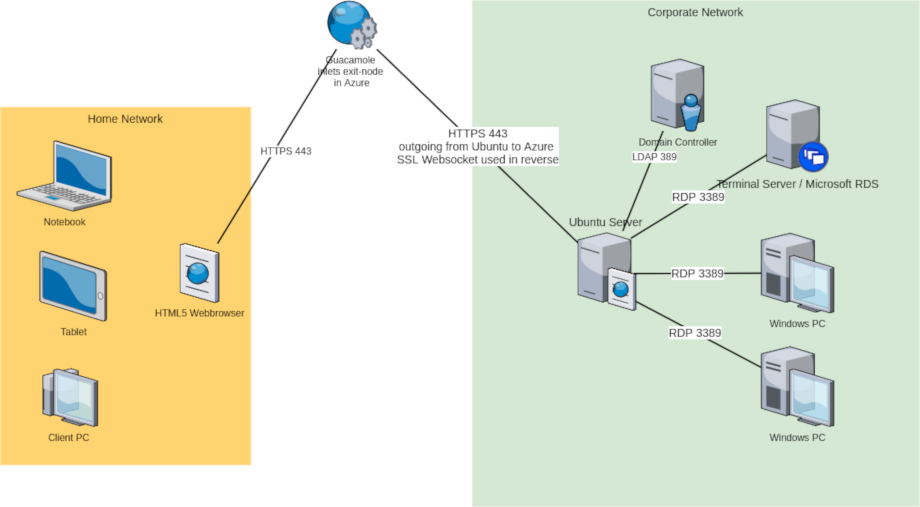 Corporate Network
Guacamole
inlets exit-node
in Azure
Home Network
HTTPS 443
HTTPS 443
outgoing from Ubuntu to Azure
SSL Websocket used in reverse
Domain Controller
LDAP 389
Terminal Server / Microsoft RDS
RDP 3389
Notebook
Ubuntu Server
RDP 3389
HTML5 Webbrowser
Windows PC
Tablet
RDP 3389
Client PC
Windows PC